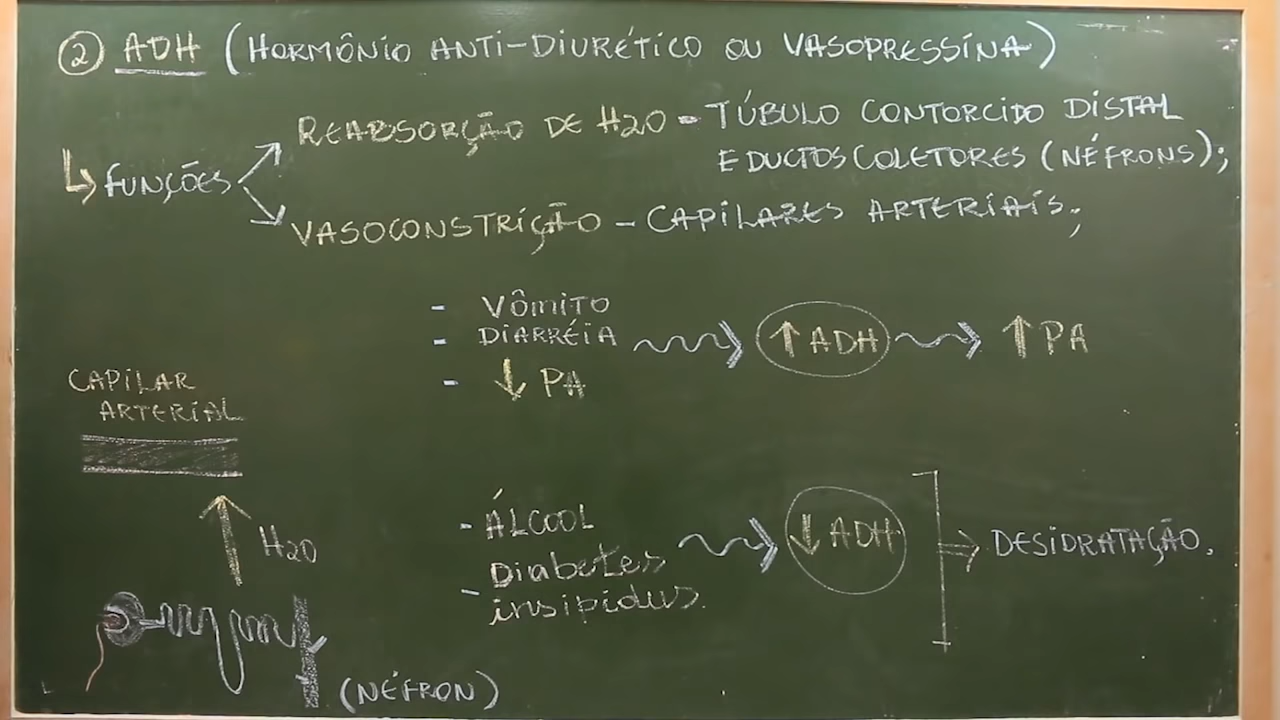 ② ADH (HORMÔNIO ANTI-DIURÉTICO OU VASOPRESSINA)
↳ FUNÇÕES
REABSORÇÃO DE H2O - TÚBULO CONTORCIDO DISTAL
E DUCTOS COLETORES (NÉFRONS);
VASOCONSTRIÇÃO - CAPILARES ARTERIAIS;
- VÔMITO
- DIARRÉIA
- ↓ PA
↑ ADH
↑ PA
CAPILAR
ARTERIAL
H2O
(NÉFRON)
- ÁLCOOL
- Diabetes
insipidus.
↓ ADH
⇒ DESIDRATAÇÃO.